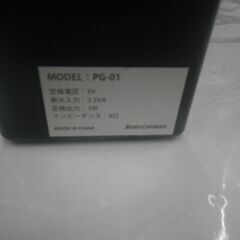 MODEL：PG-01
定格電圧：9V
最大入力：3.5VA
定格出力：3W
インピーダンス：4Ω
MADE IN CHINA